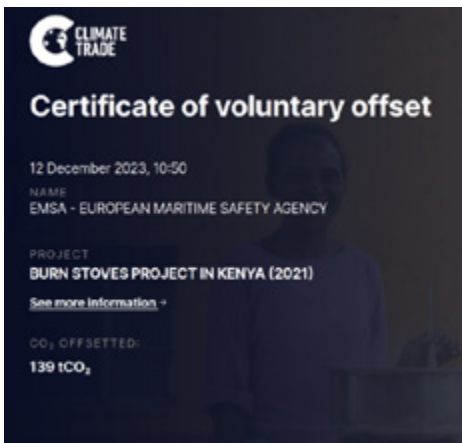 CLIMATE
TRADE
Certificate of voluntary offset
12 December 2023, 10:50
NAME
EMSA - EUROPEAN MARITIME SAFETY AGENCY
PROJECT
BURN STOVES PROJECT IN KENYA (2021)
See more information →
CO₂ OFFSETTED:
139 tCO₂